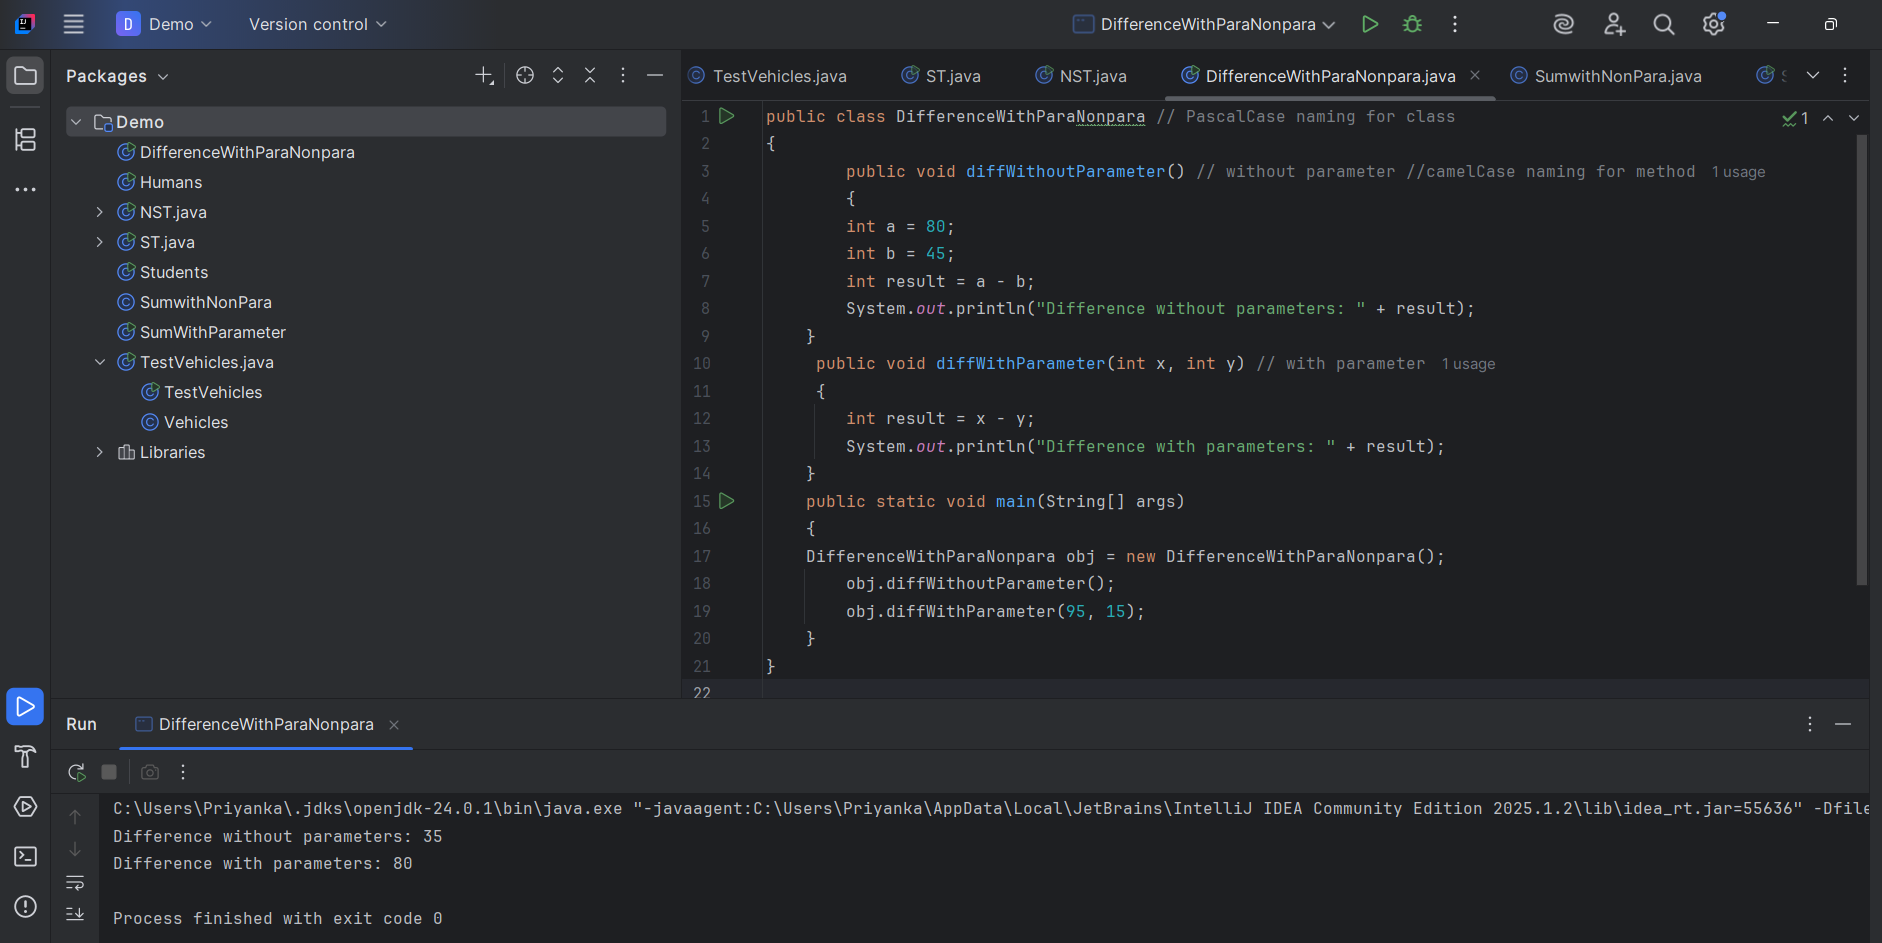 D Demo Version control DifferenceWithParaNonpara
Packages
Demo
DifferenceWithParaNonpara
Humans
NST.java
ST.java
Students
SumwithNonPara
SumWithParameter
TestVehicles.java
TestVehicles
Vehicles
Libraries
TestVehicles.java ST.java NST.java DifferenceWithParaNonpara.java SumwithNonPara.java S
1 public class DifferenceWithParaNonpara // PascalCase naming for class 1
2 {
3 public void diffWithoutParameter() // without parameter //camelCase naming for method 1 usage
4 {
5 int a = 80;
6 int b = 45;
7 int result = a - b;
8 System.out.println("Difference without parameters: " + result);
9 }
10 public void diffWithParameter(int x, int y) // with parameter 1 usage
11 {
12 int result = x - y;
13 System.out.println("Difference with parameters: " + result);
14 }
15 public static void main(String[] args)
16 {
17 DifferenceWithParaNonpara obj = new DifferenceWithParaNonpara();
18 obj.diffWithoutParameter();
19 obj.diffWithParameter(95, 15);
20 }
21 }
22
Run DifferenceWithParaNonpara
C:\Users\Priyanka\.jdks\openjdk-24.0.1\bin\java.exe "-javaagent:C:\Users\Priyanka\AppData\Local\JetBrains\IntelliJ IDEA Community Edition 2025.1.2\lib\idea_rt.jar=55636" -Dfile
Difference without parameters: 35
Difference with parameters: 80
Process finished with exit code 0